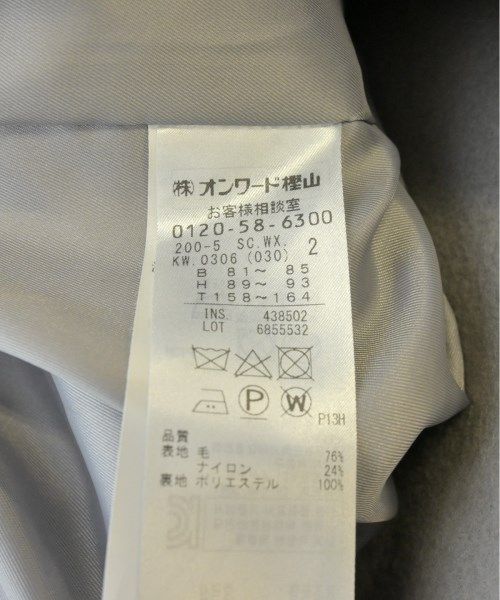 (株)オンワード樫山
お客様相談室
0120-58-6300
200-5 SC.WX.
KW.0306 (030) 2
B 81~ 85
H 89~ 93
T 158~164
INS. 438502
LOT 6855532
P W
P13H
品質
表地 毛 76%
ナイロン 24%
裏地 ポリエステル 100%